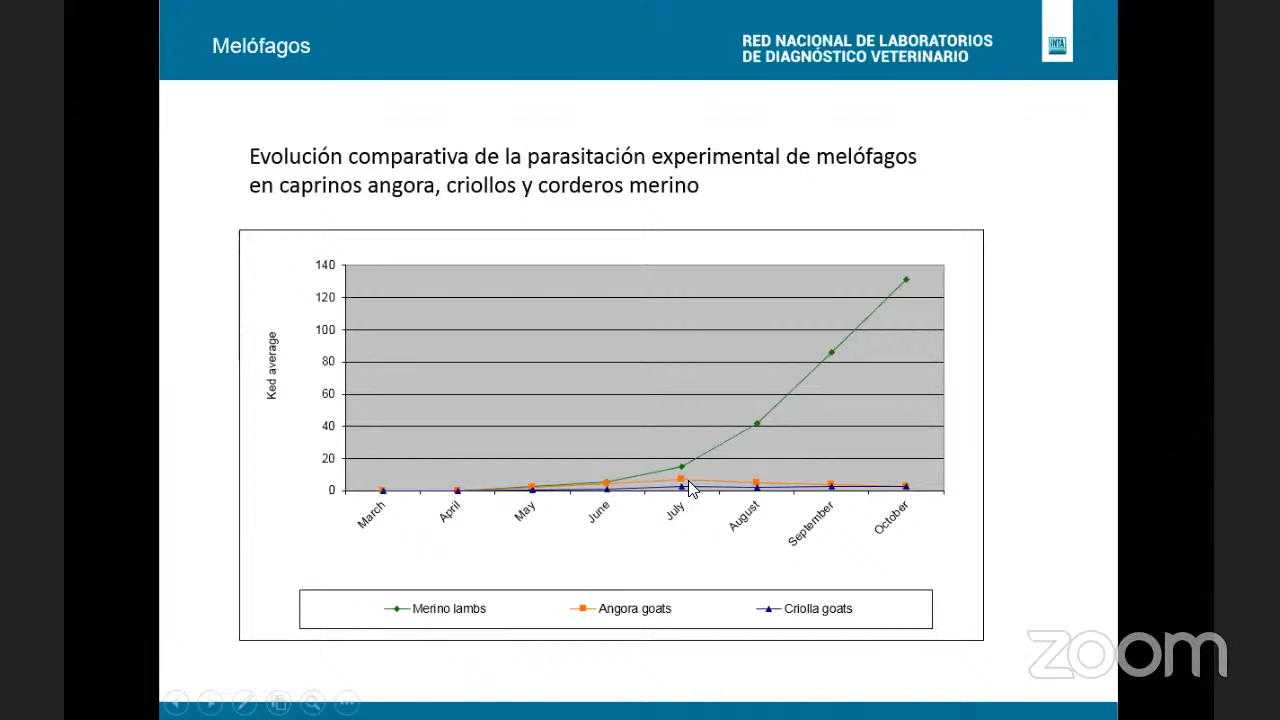 Melófagos
RED NACIONAL DE LABORATORIOS
DE DIAGNÓSTICO VETERINARIO
INTA
Evolución comparativa de la parasitación experimental de melófagos
en caprinos angora, criollos y corderos merino
140
120
100
80
60
40
20
0
Ked average
March
April
May
June
July
August
September
October
Merino lambs
Angora goats
Criolla goats
zoom